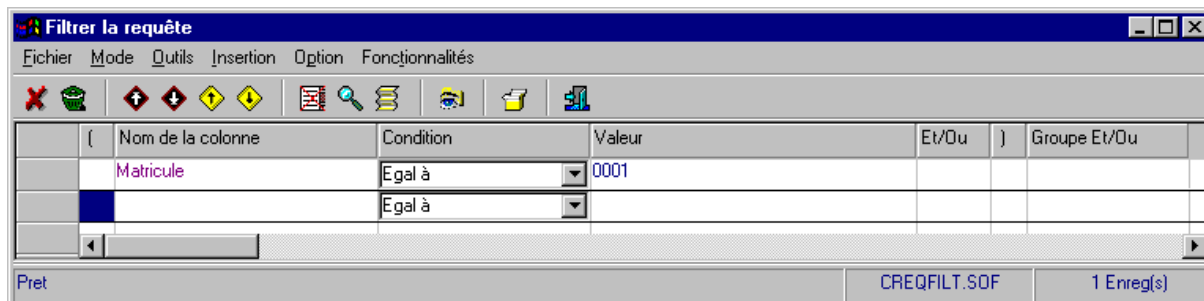 Filtrer la requête
Fichier Mode Outils Insertion Option Fonctionnalités
( Nom de la colonne Condition Valeur Et/Ou ) Groupe Et/Ou
Matricule Egal à 0001
Egal à
Pret CREQFILT.SOF 1 Enreg(s)